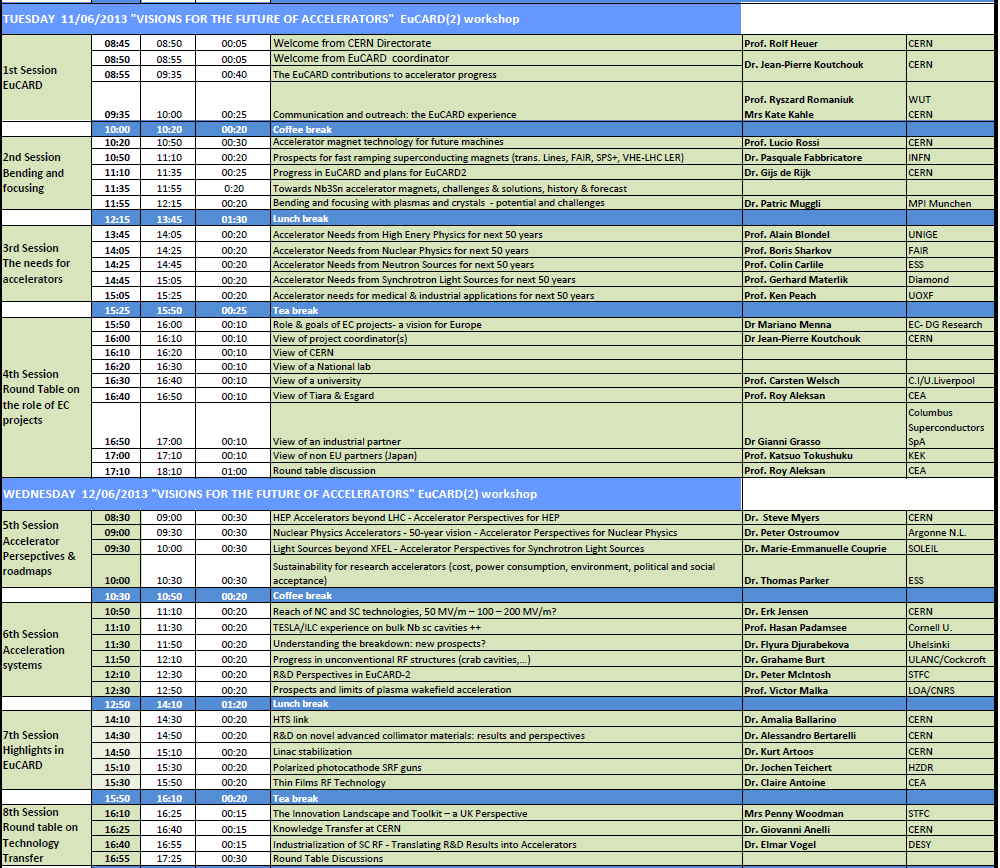 TUESDAY 11/06/2013 "VISIONS FOR THE FUTURE OF ACCELERATORS" EuCARD(2) workshop
1st Session EuCARD
08:45 08:50 00:05 Welcome from CERN Directorate Prof. Rolf Heuer CERN
08:50 08:55 00:05 Welcome from EuCARD coordinator Dr. Jean-Pierre Koutchouk CERN
08:55 09:35 00:40 The EuCARD contributions to accelerator progress
09:35 10:00 00:25 Communication and outreach: the EuCARD experience Prof. Ryszard Romaniuk WUT
Mrs Kate Kahle CERN
10:00 10:20 00:20 Coffee break
2nd Session Bending and focusing
10:20 10:50 00:30 Accelerator magnet technology for future machines Prof. Lucio Rossi CERN
10:50 11:10 00:20 Prospects for fast ramping superconducting magnets (trans. Lines, FAIR, SPS+, VHE-LHC LER) Dr. Pasquale Fabbricatore INFN
11:10 11:35 00:25 Progress in EuCARD and plans for EuCARD2 Dr. Gijs de Rijk CERN
11:35 11:55 0:20 Towards Nb3Sn accelerator magnets, challenges & solutions, history & forecast
11:55 12:15 00:20 Bending and focusing with plasmas and crystals - potential and challenges Dr. Patric Muggli MPI Munchen
12:15 13:45 01:30 Lunch break
3rd Session The needs for accelerators
13:45 14:05 00:20 Accelerator Needs from High Enery Physics for next 50 years Prof. Alain Blondel UNIGE
14:05 14:25 00:20 Accelerator Needs from Nuclear Physics for next 50 years Prof. Boris Sharkov FAIR
14:25 14:45 00:20 Accelerator Needs from Neutron Sources for next 50 years Prof. Colin Carlile ESS
14:45 15:05 00:20 Accelerator Needs from Synchrotron Light Sources for next 50 years Prof. Gerhard Materlik Diamond
15:05 15:25 00:20 Accelerator needs for medical & industrial applications for next 50 years Prof. Ken Peach UOXF
15:25 15:50 00:25 Tea break
4th Session Round Table on the role of EC projects
15:50 16:00 00:10 Role & goals of EC projects- a vision for Europe Dr Mariano Menna EC- DG Research
16:00 16:10 00:10 View of project coordinator(s) Dr Jean-Pierre Koutchouk CERN
16:10 16:20 00:10 View of CERN
16:20 16:30 00:10 View of a National lab
16:30 16:40 00:10 View of a university Prof. Carsten Welsch C.I/U.Liverpool
16:40 16:50 00:10 View of Tiara & Esgard Prof. Roy Aleksan CEA
16:50 17:00 00:10 View of an industrial partner Dr Gianni Grasso Columbus Superconductors SpA
17:00 17:10 00:10 View of non EU partners (Japan) Prof. Katsuo Tokushuku KEK
17:10 18:10 01:00 Round table discussion Prof. Roy Aleksan CEA
WEDNESDAY 12/06/2013 "VISIONS FOR THE FUTURE OF ACCELERATORS" EuCARD(2) workshop
5th Session Accelerator Persepctives & roadmaps
08:30 09:00 00:30 HEP Accelerators beyond LHC - Accelerator Perspectives for HEP Dr. Steve Myers CERN
09:00 09:30 00:30 Nuclear Physics Accelerators - 50-year vision - Accelerator Perspectives for Nuclear Physics Dr. Peter Ostroumov Argonne N.L.
09:30 10:00 00:30 Light Sources beyond XFEL - Accelerator Perspectives for Synchrotron Light Sources Dr. Marie-Emmanuelle Couprie SOLEIL
10:00 10:30 00:30 Sustainability for research accelerators (cost, power consumption, environment, political and social acceptance) Dr. Thomas Parker ESS
10:30 10:50 00:20 Coffee break
6th Session Acceleration systems
10:50 11:10 00:20 Reach of NC and SC technologies, 50 MV/m – 100 – 200 MV/m? Dr. Erk Jensen CERN
11:10 11:30 00:20 TESLA/ILC experience on bulk Nb sc cavities ++ Prof. Hasan Padamsee Cornell U.
11:30 11:50 00:20 Understanding the breakdown: new prospects? Dr. Flyura Djurabekova Uhelsinki
11:50 12:10 00:20 Progress in unconventional RF structures (crab cavities,...) Dr. Grahame Burt ULANC/Cockcroft
12:10 12:30 00:20 R&D Perspectives in EuCARD-2 Dr. Peter McIntosh STFC
12:30 12:50 00:20 Prospects and limits of plasma wakefield acceleration Prof. Victor Malka LOA/CNRS
12:50 14:10 01:20 Lunch break
7th Session Highlights in EuCARD
14:10 14:30 00:20 HTS link Dr. Amalia Ballarino CERN
14:30 14:50 00:20 R&D on novel advanced collimator materials: results and perspectives Dr. Alessandro Bertarelli CERN
14:50 15:10 00:20 Linac stabilization Dr. Kurt Artoos CERN
15:10 15:30 00:20 Polarized photocathode SRF guns Dr. Jochen Teichert HZDR
15:30 15:50 00:20 Thin Films RF Technology Dr. Claire Antoine CEA
15:50 16:10 00:20 Tea break
8th Session Round table on Technology Transfer
16:10 16:25 00:15 The Innovation Landscape and Toolkit – a UK Perspective Mrs Penny Woodman STFC
16:25 16:40 00:15 Knowledge Transfer at CERN Dr. Giovanni Anelli CERN
16:40 16:55 00:15 Industrialization of SC RF - Translating R&D Results into Accelerators Dr. Elmar Vogel DESY
16:55 17:25 00:30 Round Table Discussions